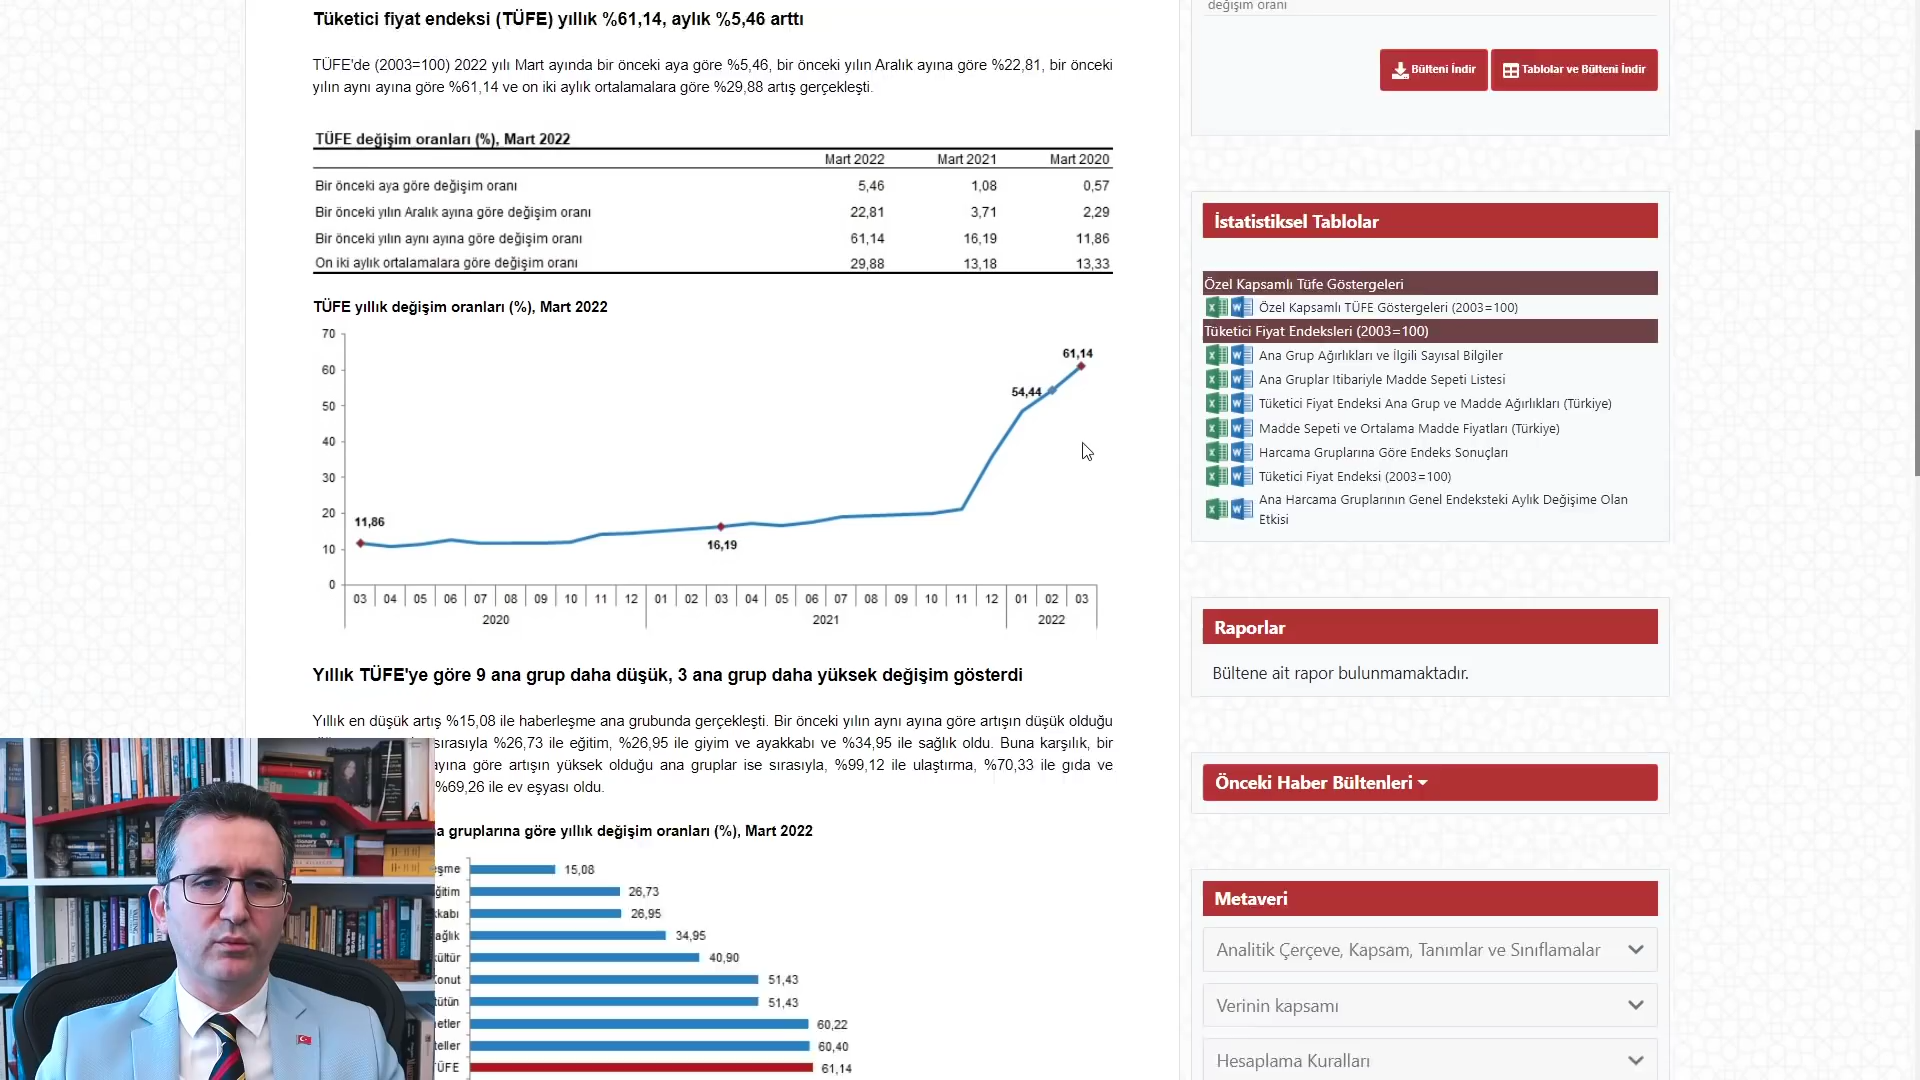 Tüketici fiyat endeksi (TÜFE) yıllık %61,14, aylık %5,46 arttı
TÜFE'de (2003=100) 2022 yılı Mart ayında bir önceki aya göre %5,46, bir önceki yılın Aralık ayına göre %22,81, bir önceki
yılın aynı ayına göre %61,14 ve on iki aylık ortalamalara göre %29,88 artış gerçekleşti.
TÜFE değişim oranları (%), Mart 2022
Mart 2022 Mart 2021 Mart 2020
Bir önceki aya göre değişim oranı 5,46 1,08 0,57
Bir önceki yılın Aralık ayına göre değişim oranı 22,81 3,71 2,29
Bir önceki yılın aynı ayına göre değişim oranı 61,14 16,19 11,86
On iki aylık ortalamalara göre değişim oranı 29,88 13,18 13,33
TÜFE yıllık değişim oranları (%), Mart 2022
70
60
50
40
30
20
10
0
11,86
16,19
54,44
61,14
03 04 05 06 07 08 09 10 11 12 01 02 03 04 05 06 07 08 09 10 11 12 01 02 03
2020 2021 2022
Yıllık TÜFE'ye göre 9 ana grup daha düşük, 3 ana grup daha yüksek değişim gösterdi
Yıllık en düşük artış %15,08 ile haberleşme ana grubunda gerçekleşti. Bir önceki yılın aynı ayına göre artışın düşük olduğu
sırasıyla %26,73 ile eğitim, %26,95 ile giyim ve ayakkabı ve %34,95 ile sağlık oldu. Buna karşılık, bir
ayına göre artışın yüksek olduğu ana gruplar ise sırasıyla, %99,12 ile ulaştırma, %70,33 ile gıda ve
%69,26 ile ev eşyası oldu.
a gruplarına göre yıllık değişim oranları (%), Mart 2022
eşme 15,08
ğitim 26,73
kkabı 26,95
ağlık 34,95
kültür 40,90
Konut 51,43
tütün 51,43
etler 60,22
teller 60,40
TÜFE 61,14
değişim oranı
Bülteni İndir
Tablolar ve Bülteni İndir
İstatistiksel Tablolar
Özel Kapsamlı Tüfe Göstergeleri
Özel Kapsamlı TÜFE Göstergeleri (2003=100)
Tüketici Fiyat Endeksleri (2003=100)
Ana Grup Ağırlıkları ve İlgili Sayısal Bilgiler
Ana Gruplar Itibariyle Madde Sepeti Listesi
Tüketici Fiyat Endeksi Ana Grup ve Madde Ağırlıkları (Türkiye)
Madde Sepeti ve Ortalama Madde Fiyatları (Türkiye)
Harcama Gruplarına Göre Endeks Sonuçları
Tüketici Fiyat Endeksi (2003=100)
Ana Harcama Gruplarının Genel Endeksteki Aylık Değişime Olan
Etkisi
Raporlar
Bültene ait rapor bulunmamaktadır.
Önceki Haber Bültenleri
Metaveri
Analitik Çerçeve, Kapsam, Tanımlar ve Sınıflamalar
Verinin kapsamı
Hesaplama Kuralları